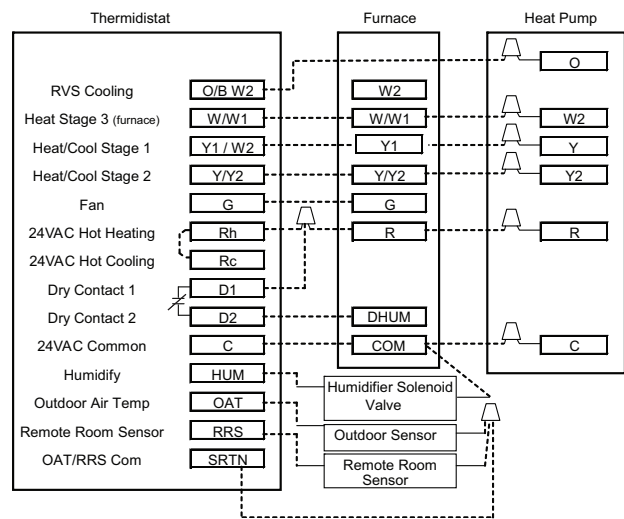 Thermidistat Furnace Heat Pump
O
RVS Cooling O/B W2 W2
Heat Stage 3 (furnace) W/W1 W/W1 W2
Heat/Cool Stage 1 Y1 / W2 Y1 Y
Heat/Cool Stage 2 Y/Y2 Y/Y2 Y2
Fan G G
24VAC Hot Heating Rh R R
24VAC Hot Cooling Rc
Dry Contact 1 D1
Dry Contact 2 D2 DHUM
24VAC Common C COM C
Humidify HUM
Humidifier Solenoid
Valve
Outdoor Air Temp OAT
Outdoor Sensor
Remote Room Sensor RRS
Remote Room
Sensor
OAT/RRS Com SRTN